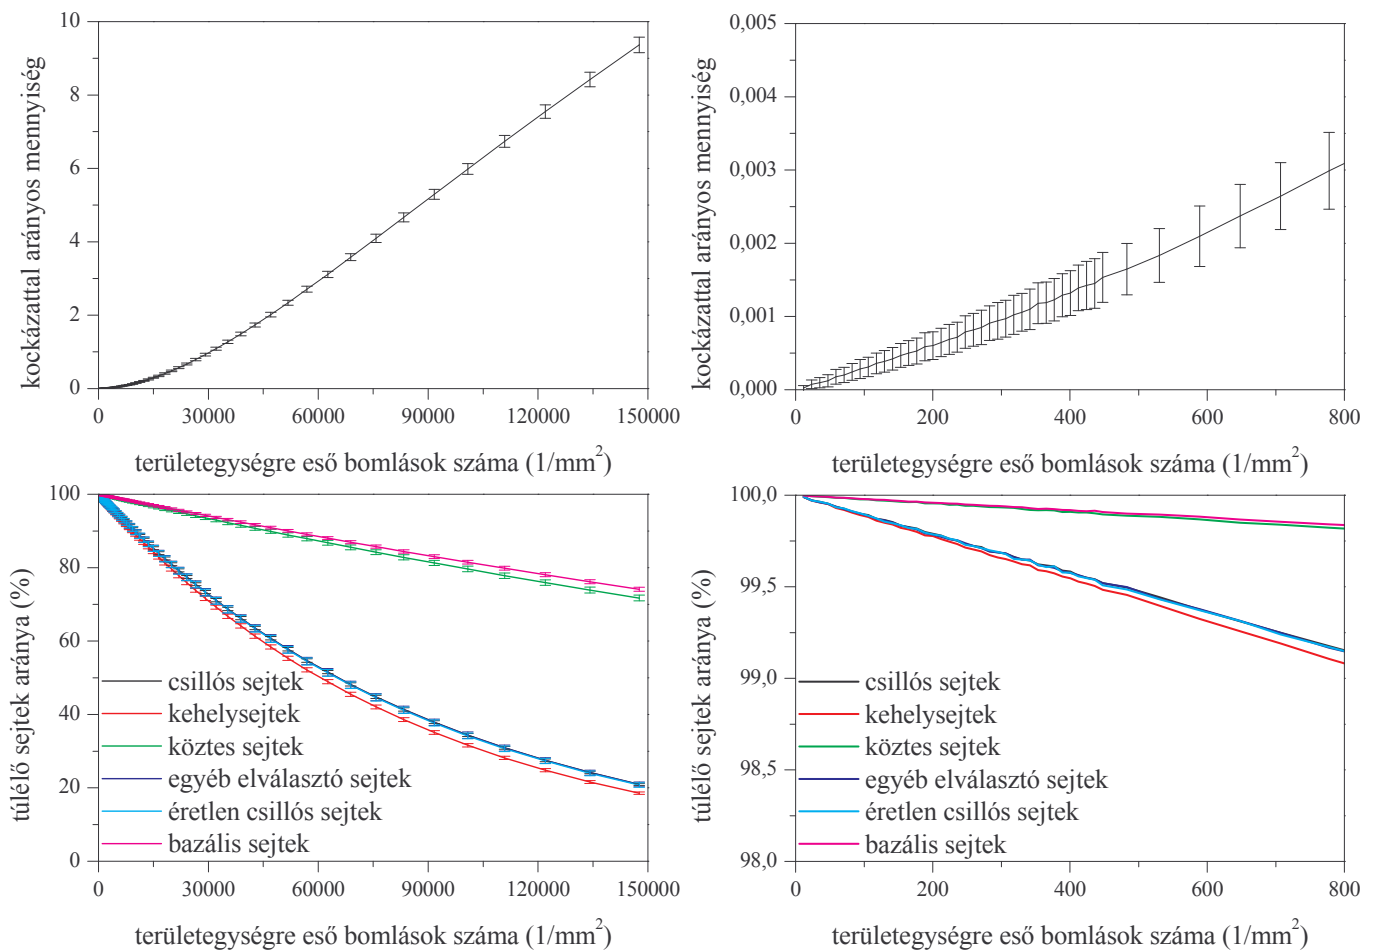 kockázattal arányos mennyiség
10
8
6
4
2
0
0 30000 60000 90000 120000 150000
területegységre eső bomlások száma (1/mm²)
kockázattal arányos mennyiség
0,005
0,004
0,003
0,002
0,001
0,000
0 200 400 600 800
területegységre eső bomlások száma (1/mm²)
túlélő sejtek aránya (%)
100
80
60
40
20
0
csillós sejtek
kehelysejtek
köztes sejtek
egyéb elválasztó sejtek
éretlen csillós sejtek
bazális sejtek
0 30000 60000 90000 120000 150000
területegységre eső bomlások száma (1/mm²)
túlélő sejtek aránya (%)
100,0
99,5
99,0
98,5
98,0
csillós sejtek
kehelysejtek
köztes sejtek
egyéb elválasztó sejtek
éretlen csillós sejtek
bazális sejtek
0 200 400 600 800
területegységre eső bomlások száma (1/mm²)